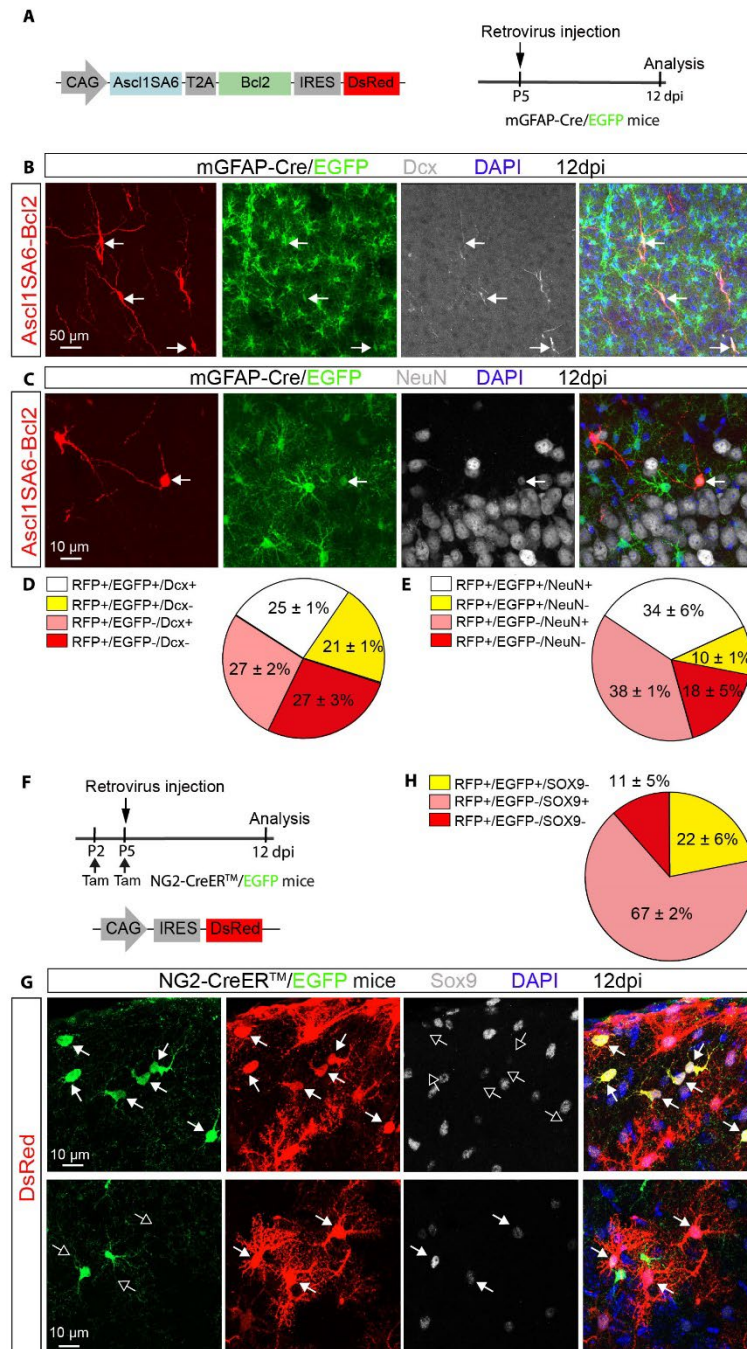 A
Retrovirus injection
Analysis
CAG Ascl1SA6 T2A Bcl2 IRES DsRed
P5 12 dpi
mGFAP-Cre/EGFP mice
B mGFAP-Cre/EGFP Dcx DAPI 12dpi
Ascl1SA6-Bcl2
50 µm
C mGFAP-Cre/EGFP NeuN DAPI 12dpi
Ascl1SA6-Bcl2
10 µm
D
RFP+/EGFP+/Dcx+
RFP+/EGFP+/Dcx-
RFP+/EGFP-/Dcx+
RFP+/EGFP-/Dcx-
25 ± 1%
21 ± 1%
27 ± 2%
27 ± 3%
E
RFP+/EGFP+/NeuN+
RFP+/EGFP+/NeuN-
RFP+/EGFP-/NeuN+
RFP+/EGFP-/NeuN-
34 ± 6%
10 ± 1%
38 ± 1%
18 ± 5%
F
Retrovirus injection
Analysis
P2 P5 12 dpi
Tam Tam NG2-CreER™/EGFP mice
CAG IRES DsRed
H
RFP+/EGFP+/SOX9-
RFP+/EGFP-/SOX9+
RFP+/EGFP-/SOX9-
11 ± 5%
22 ± 6%
67 ± 2%
G NG2-CreER™/EGFP mice Sox9 DAPI 12dpi
DsRed
10 µm
10 µm